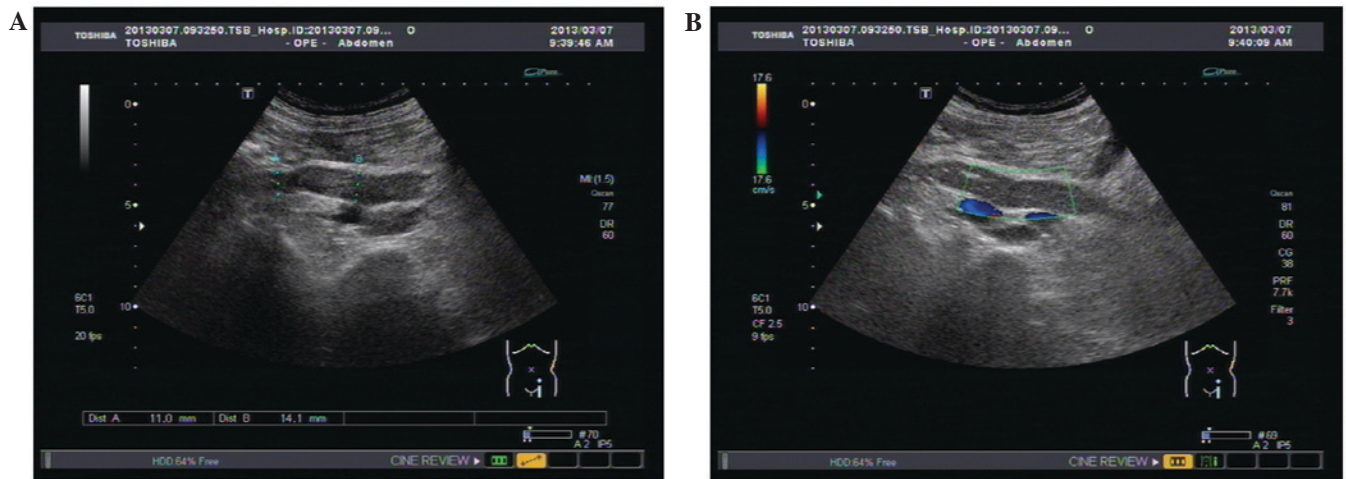 A
TOSHIBA 20130307.093250.TSB_Hosp.ID:20130307.09... O 2013/03/07
TOSHIBA - OPE - Abdomen 9:39:46 AM
T
0
MI:(1.5)
Qscan
77
DR
60
5
10
6C1
T5.0
20 fps
Dist A 11.0 mm Dist B 14.1 mm
#70
A 2 IP5
HDD:64% Free CINE REVIEW
B
TOSHIBA 20130307.093250.TSB_Hosp.ID:20130307.09... O 2013/03/07
TOSHIBA - OPE - Abdomen 9:40:09 AM
17.6
17.6
cm/s
T
0
5
10
Qscan
81
DR
60
CG
38
PRF
7.7k
Filter
3
6C1
T5.0
CF 2.5
9 fps
#69
A 2 IP5
HDD:64% Free CINE REVIEW